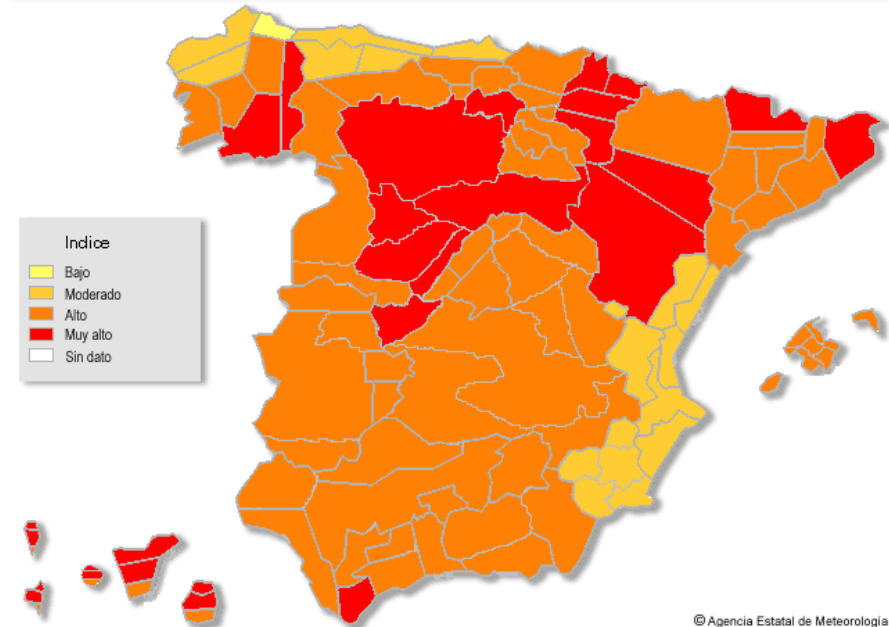 Indice
Bajo
Moderado
Alto
Muy alto
Sin dato
© Agencia Estatal de Meteorología